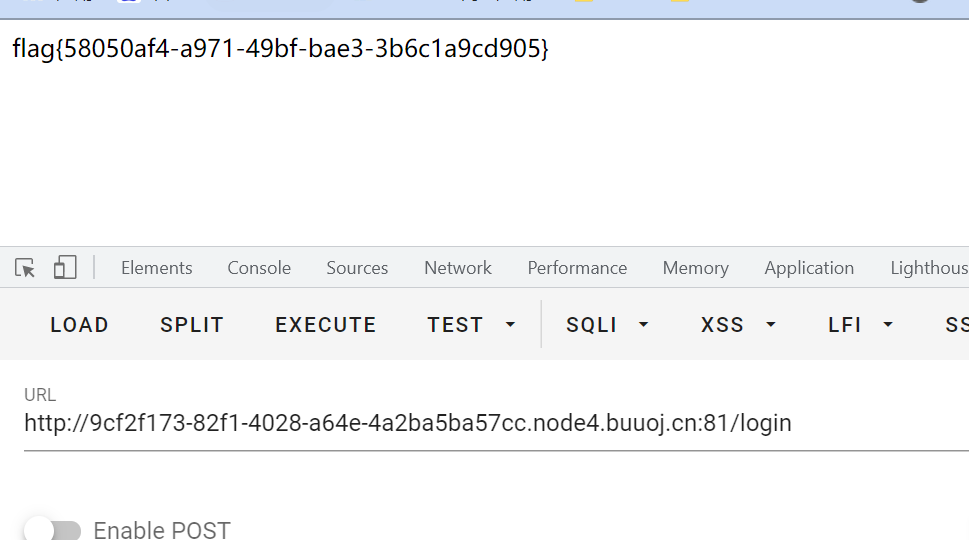 flag{58050af4-a971-49bf-bae3-3b6c1a9cd905}
Elements Console Sources Network Performance Memory Application Lighthous
LOAD SPLIT EXECUTE TEST SQLI XSS LFI SS
URL
http://9cf2f173-82f1-4028-a64e-4a2ba5ba57cc.node4.buuoj.cn:81/login
Enable POST